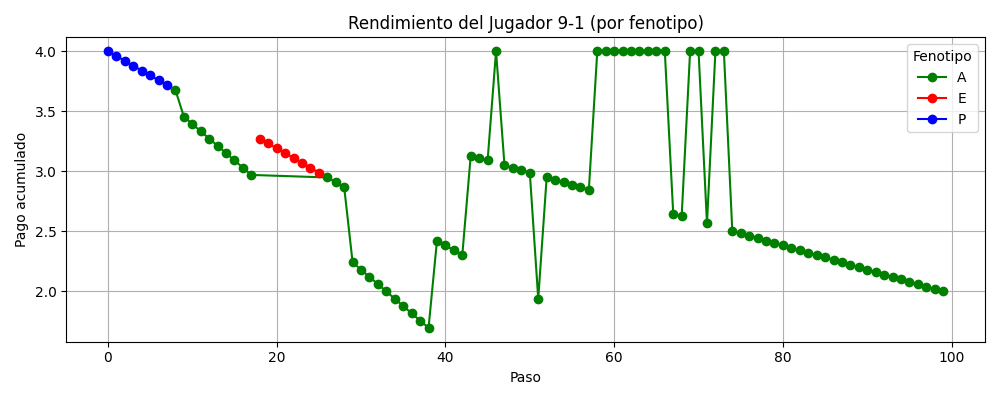 Rendimiento del Jugador 9-1 (por fenotipo)
Pago acumulado
4.0
3.5
3.0
2.5
2.0
0
20
40
60
80
100
Paso
Fenotipo
A
E
P